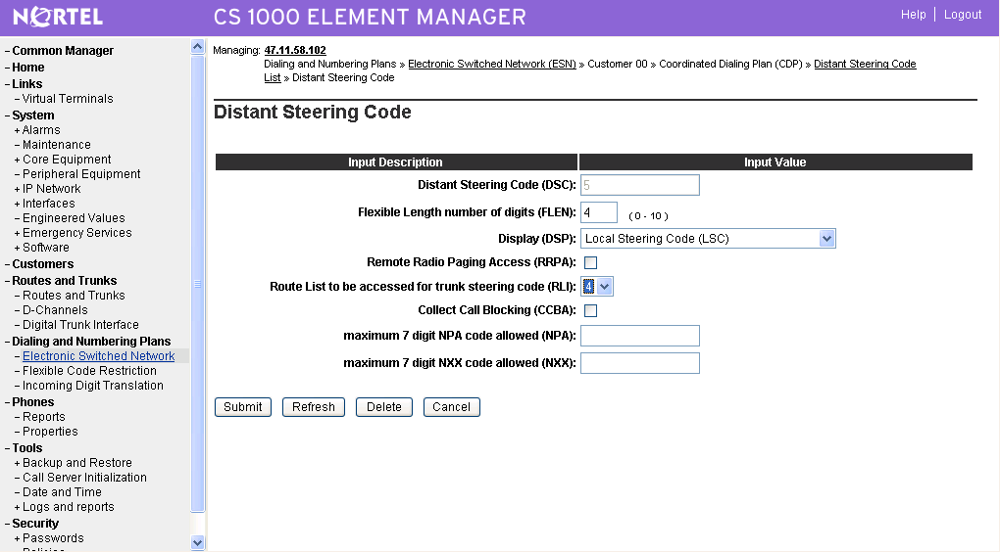 NORTEL
CS 1000 ELEMENT MANAGER
Help | Logout
Managing: 47.11.58.102
Dialing and Numbering Plans » Electronic Switched Network (ESN) » Customer 00 » Coordinated Dialing Plan (CDP) » Distant Steering Code
List » Distant Steering Code
– Common Manager
– Home
– Links
– Virtual Terminals
– System
+ Alarms
– Maintenance
+ Core Equipment
– Peripheral Equipment
+ IP Network
+ Interfaces
– Engineered Values
+ Emergency Services
+ Software
– Customers
– Routes and Trunks
– Routes and Trunks
– D-Channels
– Digital Trunk Interface
– Dialing and Numbering Plans
– Electronic Switched Network
– Flexible Code Restriction
– Incoming Digit Translation
– Phones
– Reports
– Properties
– Tools
+ Backup and Restore
– Call Server Initialization
– Date and Time
+ Logs and reports
– Security
+ Passwords
Distant Steering Code
Input Description Input Value
Distant Steering Code (DSC): 5
Flexible Length number of digits (FLEN): 4 ( 0 - 10 )
Display (DSP): Local Steering Code (LSC)
Remote Radio Paging Access (RRPA):
Route List to be accessed for trunk steering code (RLI): 4
Collect Call Blocking (CCBA):
maximum 7 digit NPA code allowed (NPA):
maximum 7 digit NXX code allowed (NXX):
Submit Refresh Delete Cancel